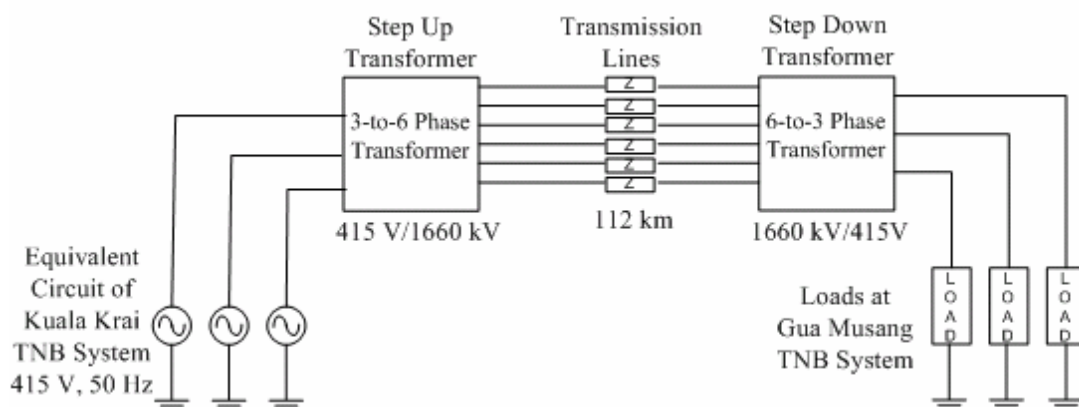 Step Up
Transformer
Transmission
Lines
Step Down
Transformer
3-to-6 Phase
Transformer
Z
Z
Z
Z
Z
Z
6-to-3 Phase
Transformer
415 V/1660 kV
112 km
1660 kV/415V
Equivalent
Circuit of
Kuala Krai
TNB System
415 V, 50 Hz
Loads at
Gua Musang
TNB System
LOAD
LOAD
LOAD